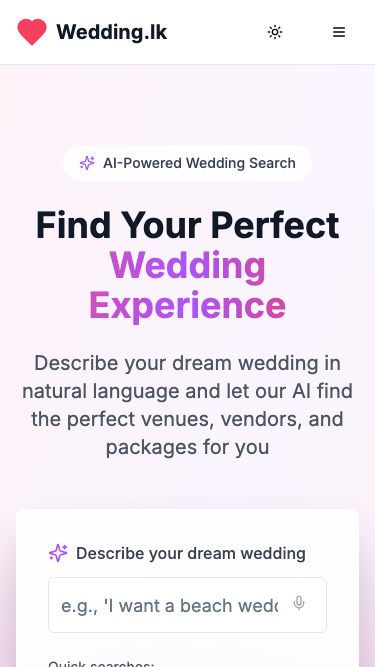 Wedding.lk
AI-Powered Wedding Search
Find Your Perfect
Wedding
Experience
Describe your dream wedding in
natural language and let our AI find
the perfect venues, vendors, and
packages for you
Describe your dream wedding
e.g., 'I want a beach wedd
Quick searches: